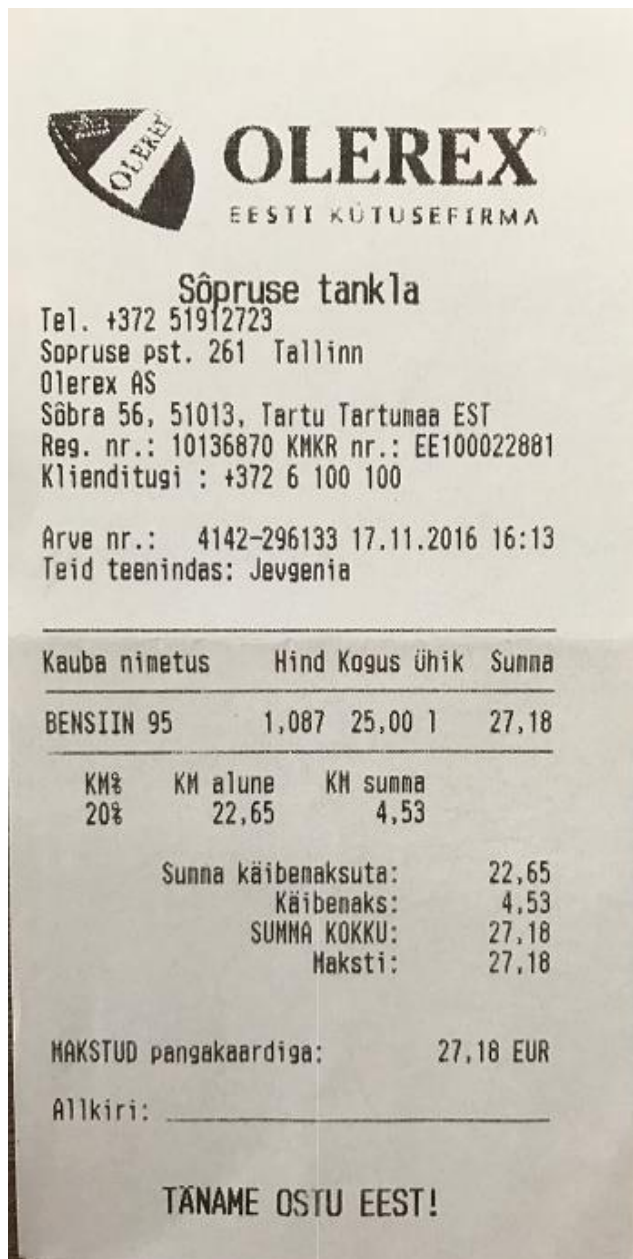 OLEREX
OLEREX
EESTI KÜTUSEFIRMA
Sõpruse tankla
Tel. +372 51912723
Sopruse pst. 261 Tallinn
Olerex AS
Sõbra 56, 51013, Tartu Tartumaa EST
Reg. nr.: 10136870 KMKR nr.: EE100022881
Klienditugi : +372 6 100 100
Arve nr.: 4142-296133 17.11.2016 16:13
Teid teenindas: Jevgenia
Kauba nimetus Hind Kogus Ühik Summa
BENSIIN 95 1,087 25,00 l 27,18
KM% KM alune KM summa
20% 22,65 4,53
Summa käibemaksuta: 22,65
Käibemaks: 4,53
SUMMA KOKKU: 27,18
Maksti: 27,18
MAKSTUD pangakaardiga: 27,18 EUR
Allkiri:
TÄNAME OSTU EEST!